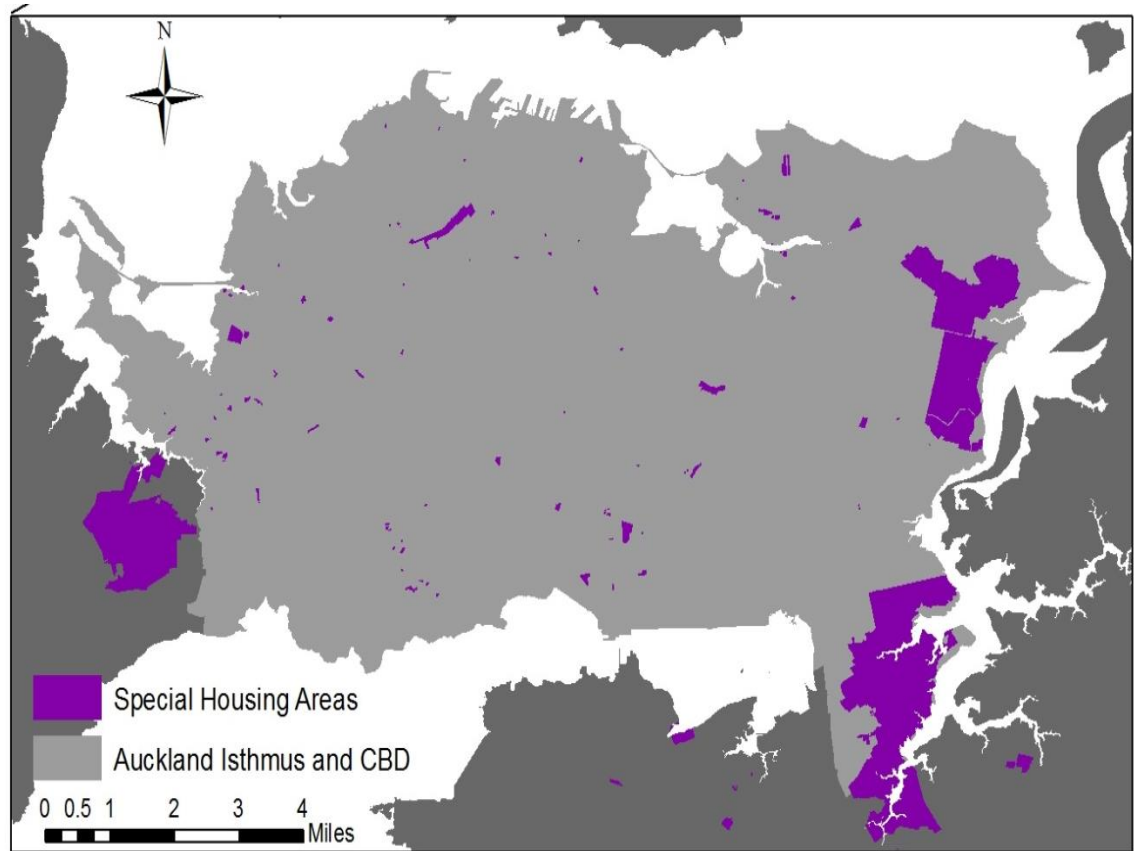 N
Special Housing Areas
Auckland Isthmus and CBD
0 0.5 1 2 3 4
Miles